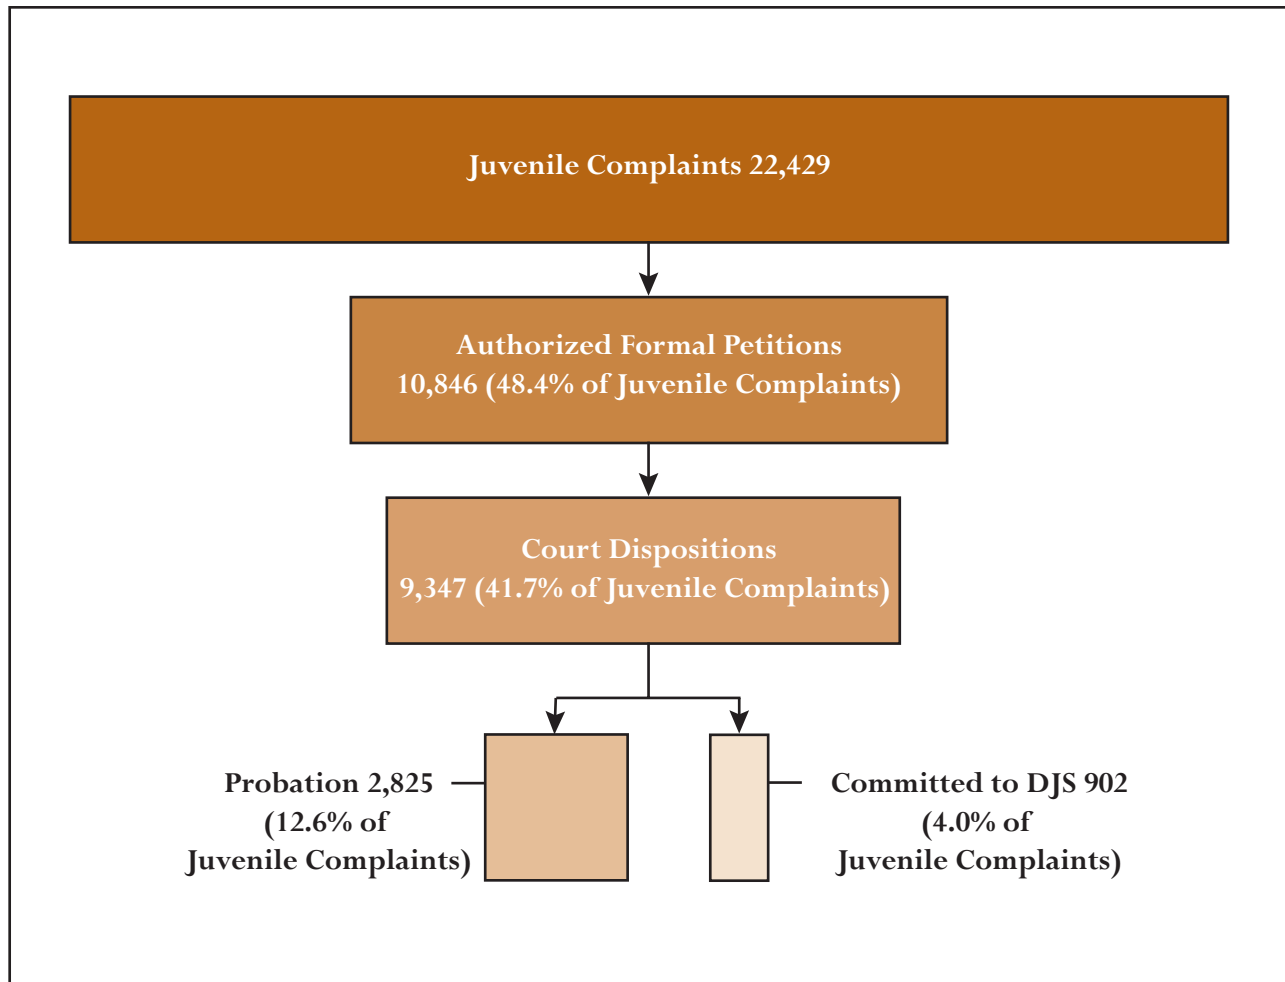 Juvenile Complaints 22,429
Authorized Formal Petitions
10,846 (48.4% of Juvenile Complaints)
Court Dispositions
9,347 (41.7% of Juvenile Complaints)
Probation 2,825
(12.6% of
Juvenile Complaints)
Committed to DJS 902
(4.0% of
Juvenile Complaints)